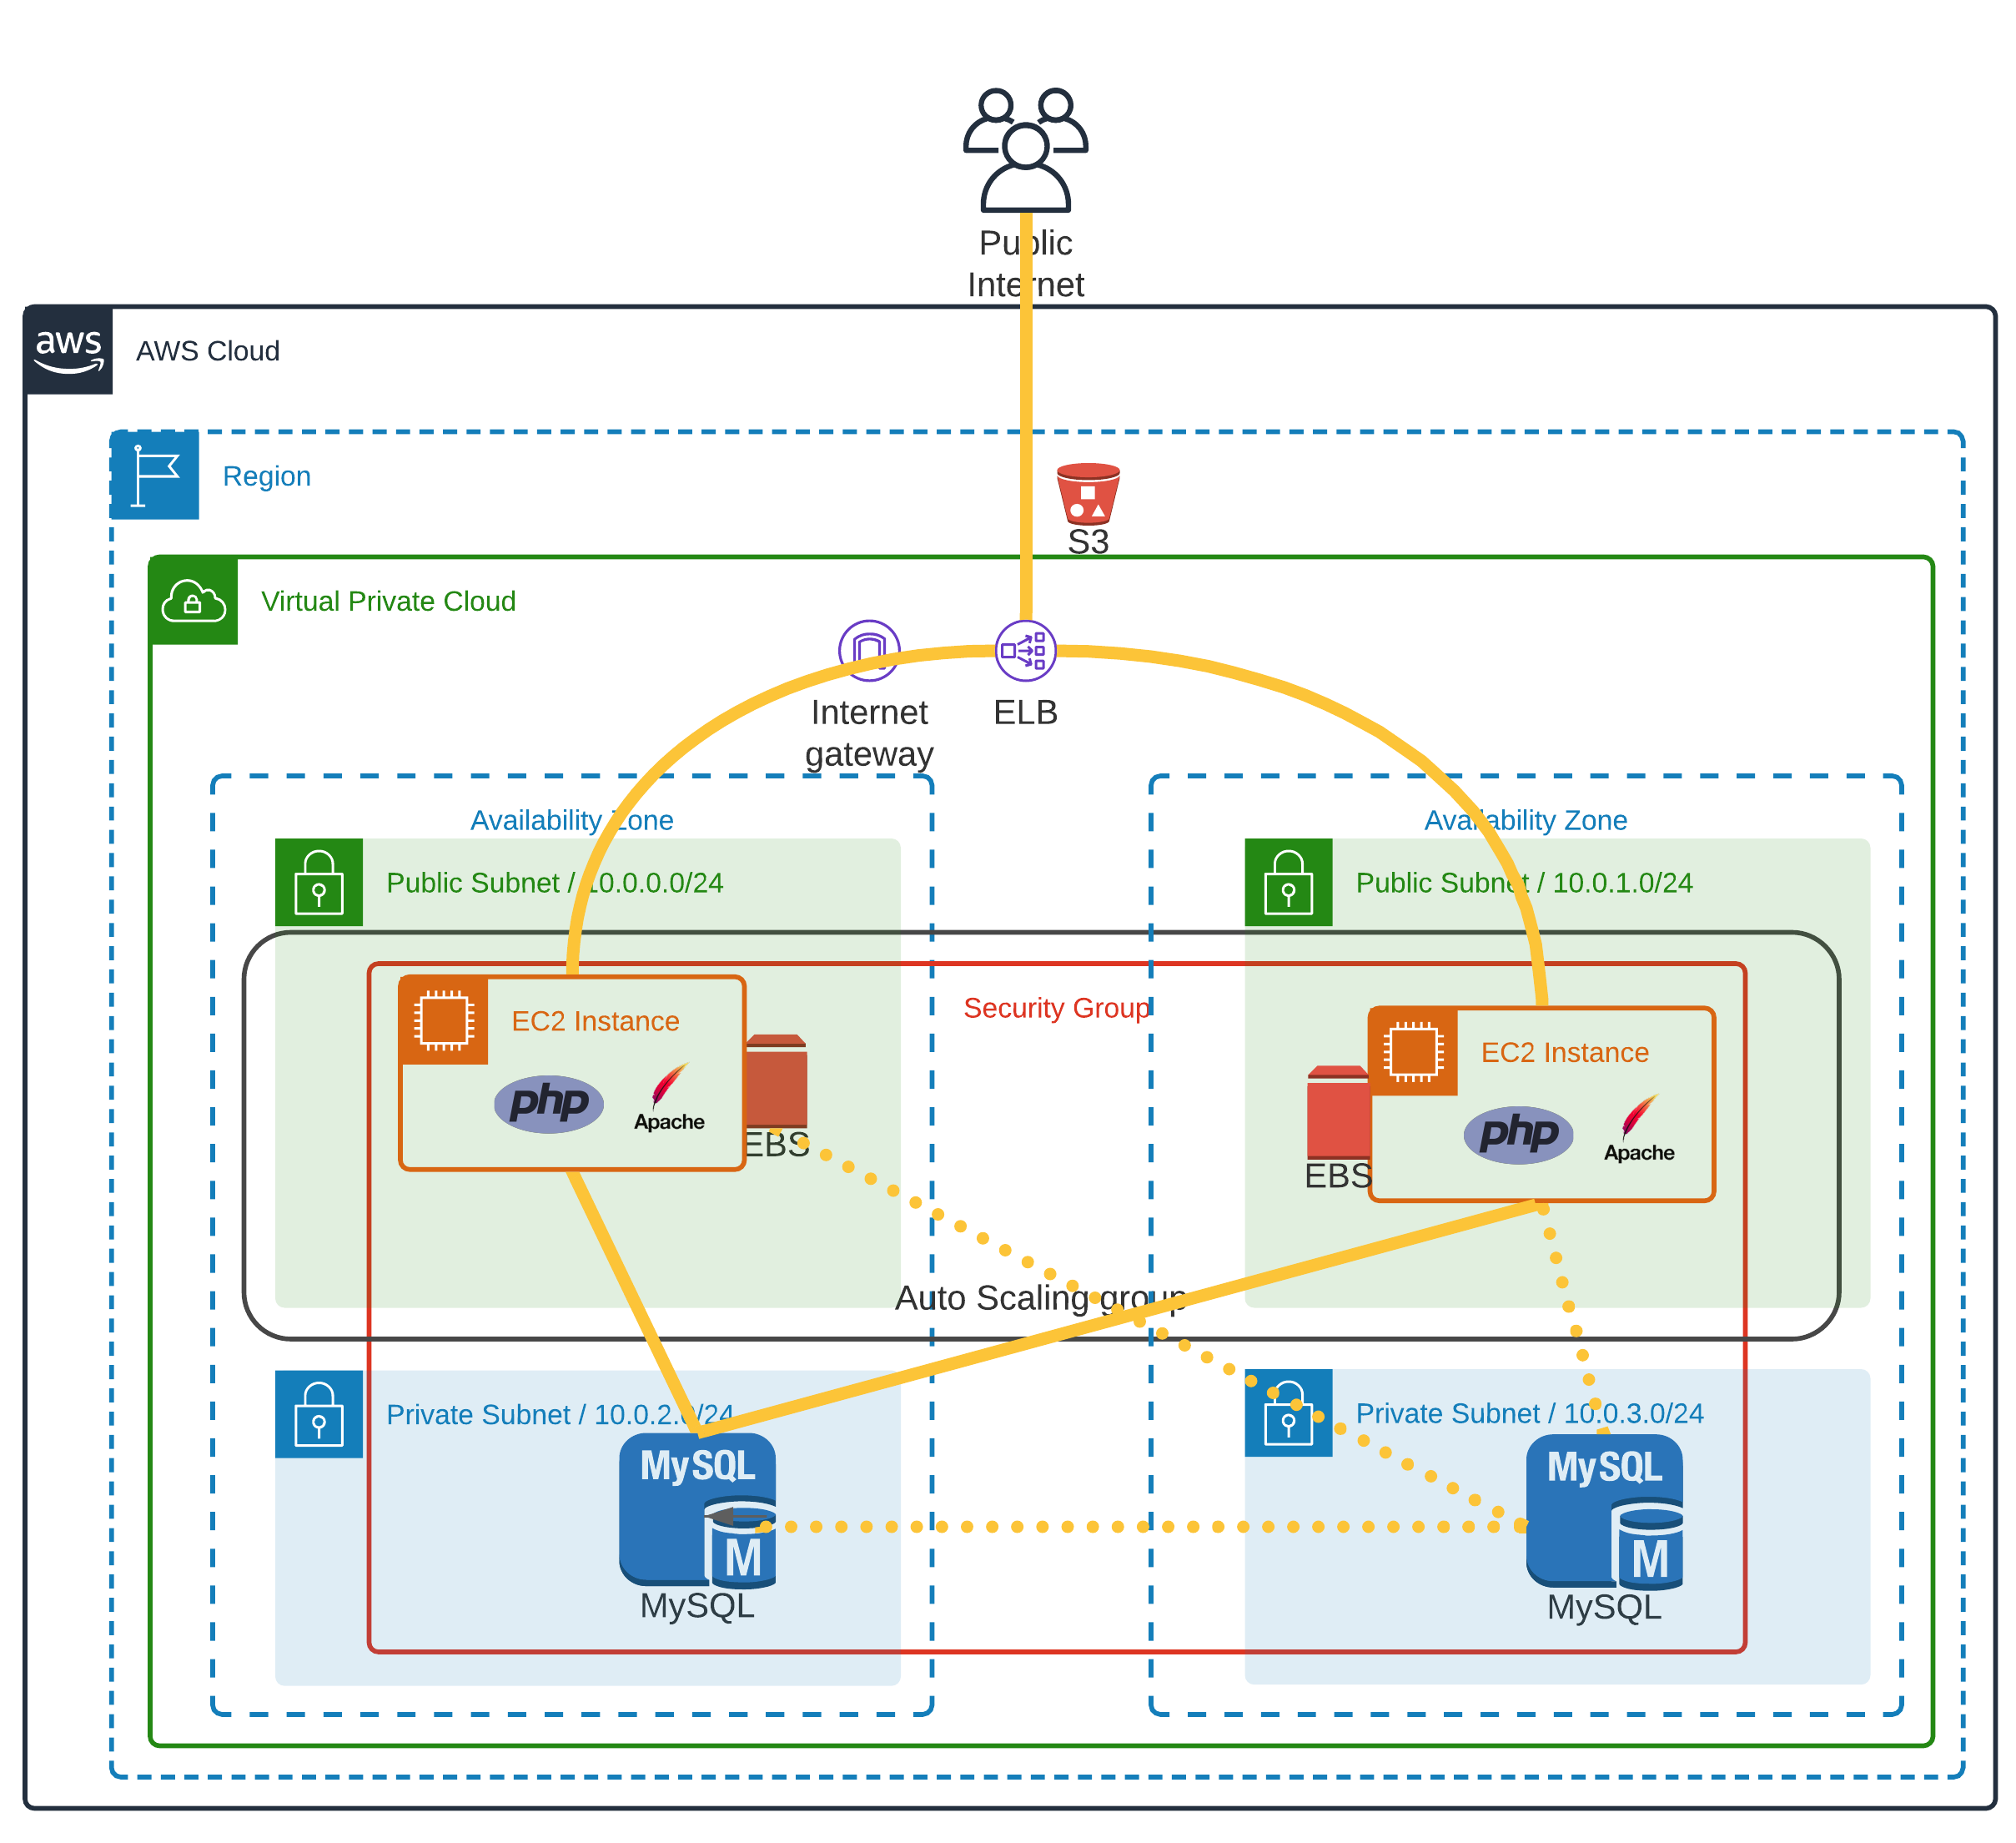 Public
Internet
aws
AWS Cloud
Region
S3
Virtual Private Cloud
Internet
gateway
ELB
Availability Zone
Availability Zone
Public Subnet / 10.0.0.0/24
Public Subnet / 10.0.1.0/24
Security Group
EC2 Instance
php
Apache
EBS
EC2 Instance
php
Apache
EBS
Auto Scaling group
Private Subnet / 10.0.2.0/24
Private Subnet / 10.0.3.0/24
MySQL
M
MySQL
MySQL
M
MySQL